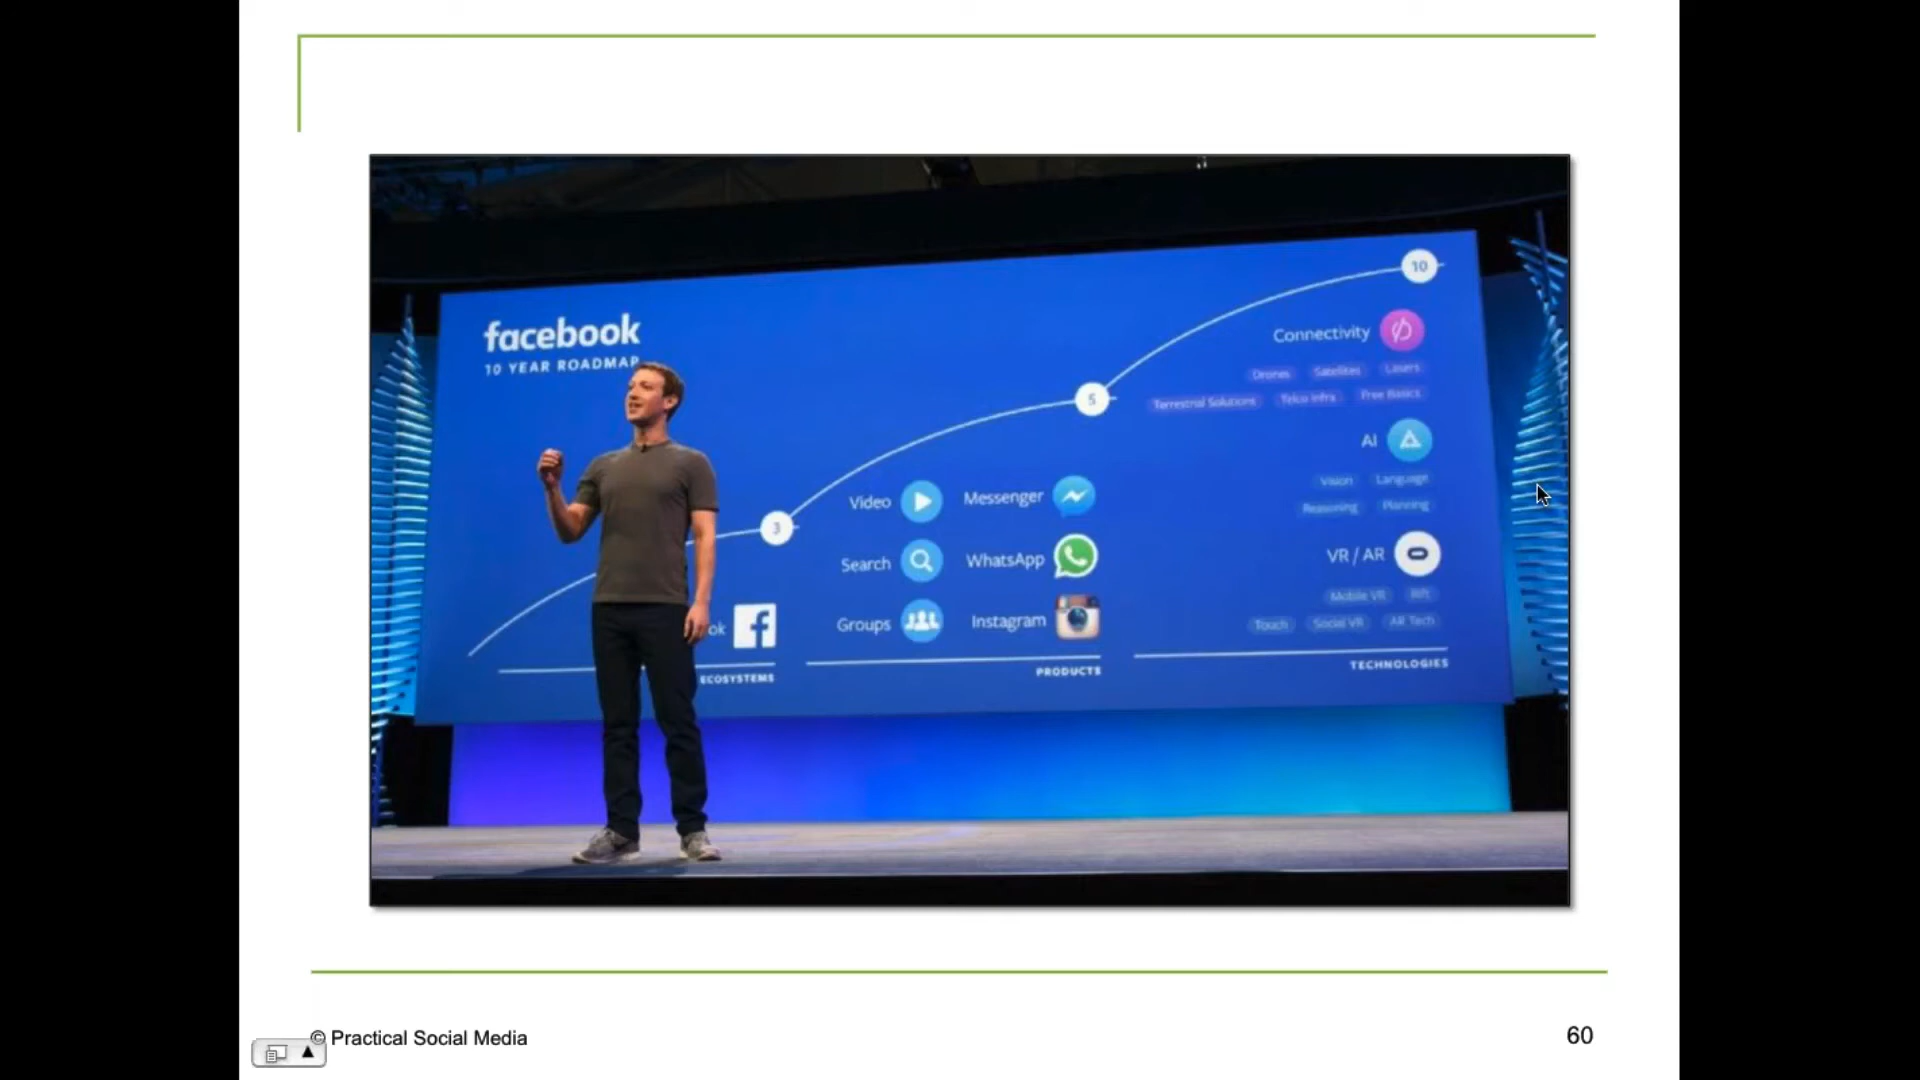 facebook
10 YEAR ROADMAP
10
Connectivity
Drones Satellites Lasers
Terrestrial Solutions Telco Infra Free Basics
5
AI
Vision Language
Reasoning Planning
3
Video Messenger
Search WhatsApp
VR / AR
Mobile VR Rift
Touch Social VR AR Tech
Groups Instagram
ok
ECOSYSTEMS
PRODUCTS
TECHNOLOGIES
© Practical Social Media
60